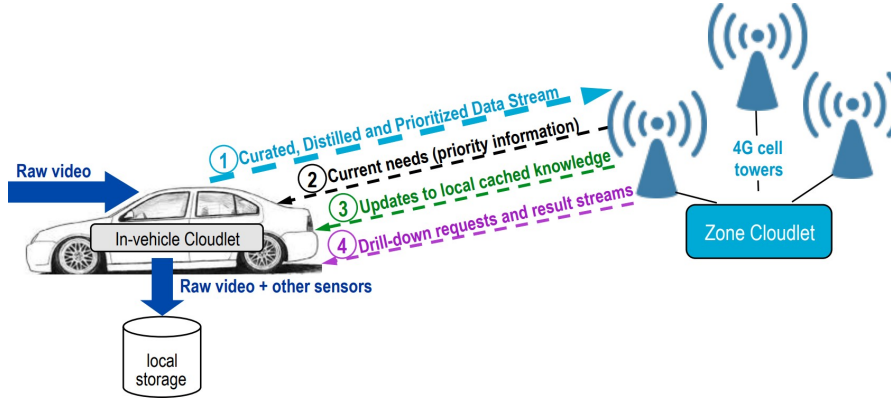 1 Curated, Distilled and Prioritized Data Stream
2 Current needs (priority information)
3 Updates to local cached knowledge
4 Drill-down requests and result streams
Raw video
In-vehicle Cloudlet
Raw video + other sensors
local
storage
4G cell
towers
Zone Cloudlet